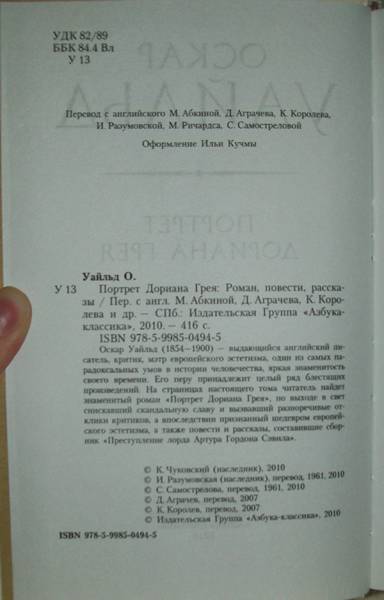 УДК 82/89
ББК 84.4 Вл
У 13
Перевод с английского М. Абкиной, Д. Аграчева, К. Королева,
И. Разумовской, М. Ричардса, С. Самостреловой
Оформление Ильи Кучмы
Уайльд О.
У 13 Портрет Дориана Грея: Роман, повести, расска-
зы / Пер. с англ. М. Абкиной, Д. Аграчева, К. Коро-
лева и др. — СПб.: Издательская Группа «Азбука-
классика», 2010. — 416 с.
ISBN 978-5-9985-0494-5
Оскар Уайльд (1854—1900) — выдающийся английский пи-
сатель, критик, мэтр европейского эстетизма, один из самых па-
радоксальных умов в истории человечества, яркая знаменитость
своего времени. Его перу принадлежит целый ряд блестящих
произведений. На страницах настоящего тома читатель найдет
знаменитый роман «Портрет Дориана Грея», по выходе в свет
снискавший скандальную славу и вызвавший разноречивые от-
клики критиков, а впоследствии признанный шедевром европей-
ского эстетизма, а также повести и рассказы, составившие сбор-
ник «Преступление лорда Артура Гордона Сэвила».
© К. Чуковский (наследник), 2010
© И. Разумовская (наследник), перевод, 1961, 2010
© С. Самострелова, перевод, 1961, 2010
© Д. Аграчев, перевод, 2007
© К. Королев, перевод, 2007
© Издательская Группа «Азбука-классика», 2010
ISBN 978-5-9985-0494-5
ОСКАР
УАЙЛЬД
ПОРТРЕТ
ДОРИАНА ГРЕЯ